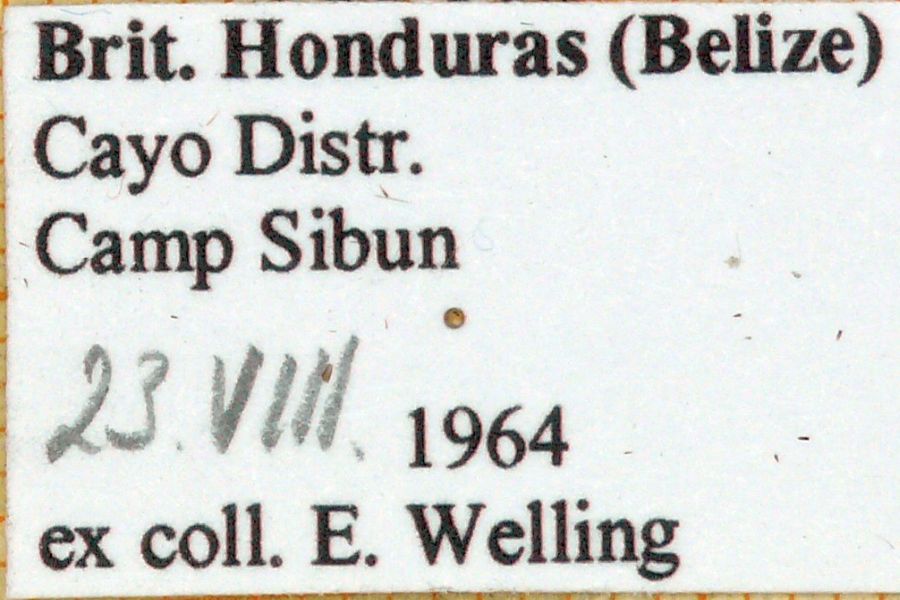 Brit. Honduras (Belize)
Cayo Distr.
Camp Sibun
23.VIII. 1964
ex coll. E. Welling